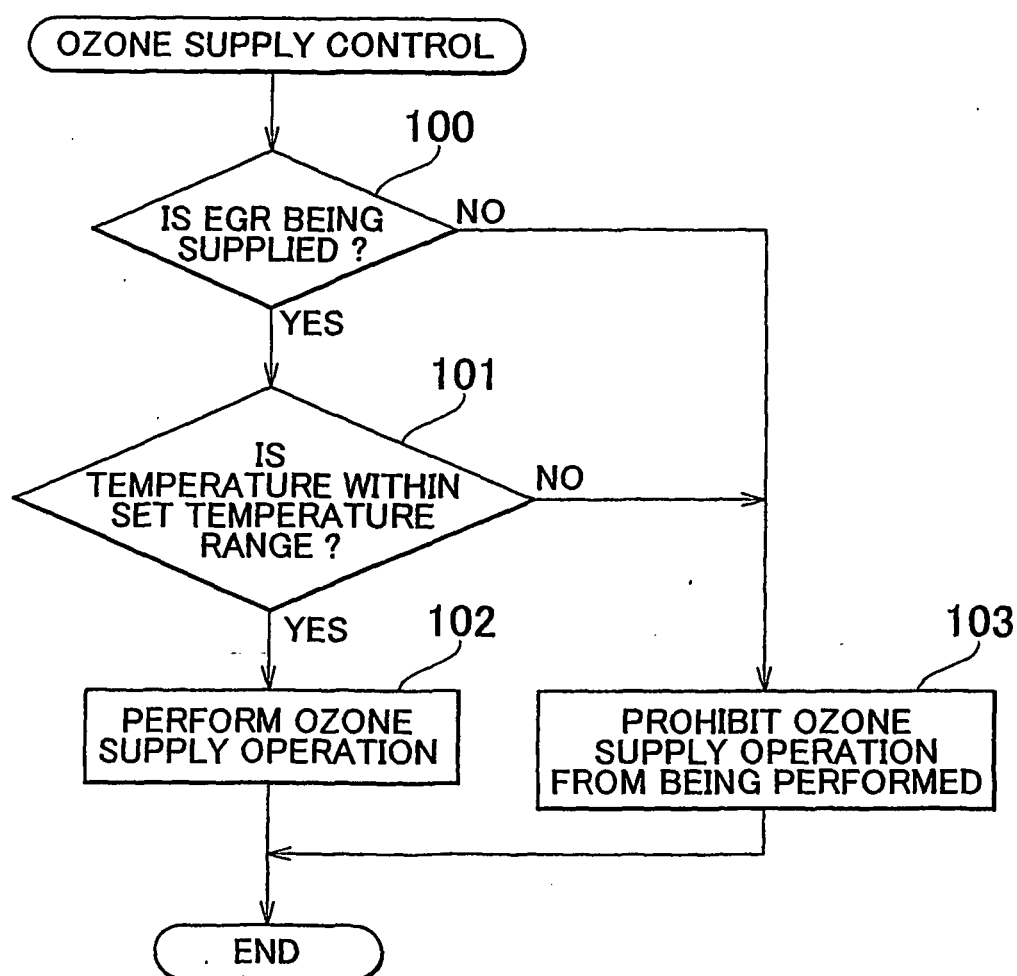 OZONE SUPPLY CONTROL
100
IS EGR BEING
SUPPLIED ?
NO
YES
101
IS
TEMPERATURE WITHIN
SET TEMPERATURE
RANGE ?
NO
YES
102
PERFORM OZONE
SUPPLY OPERATION
103
PROHIBIT OZONE
SUPPLY OPERATION
FROM BEING PERFORMED
END